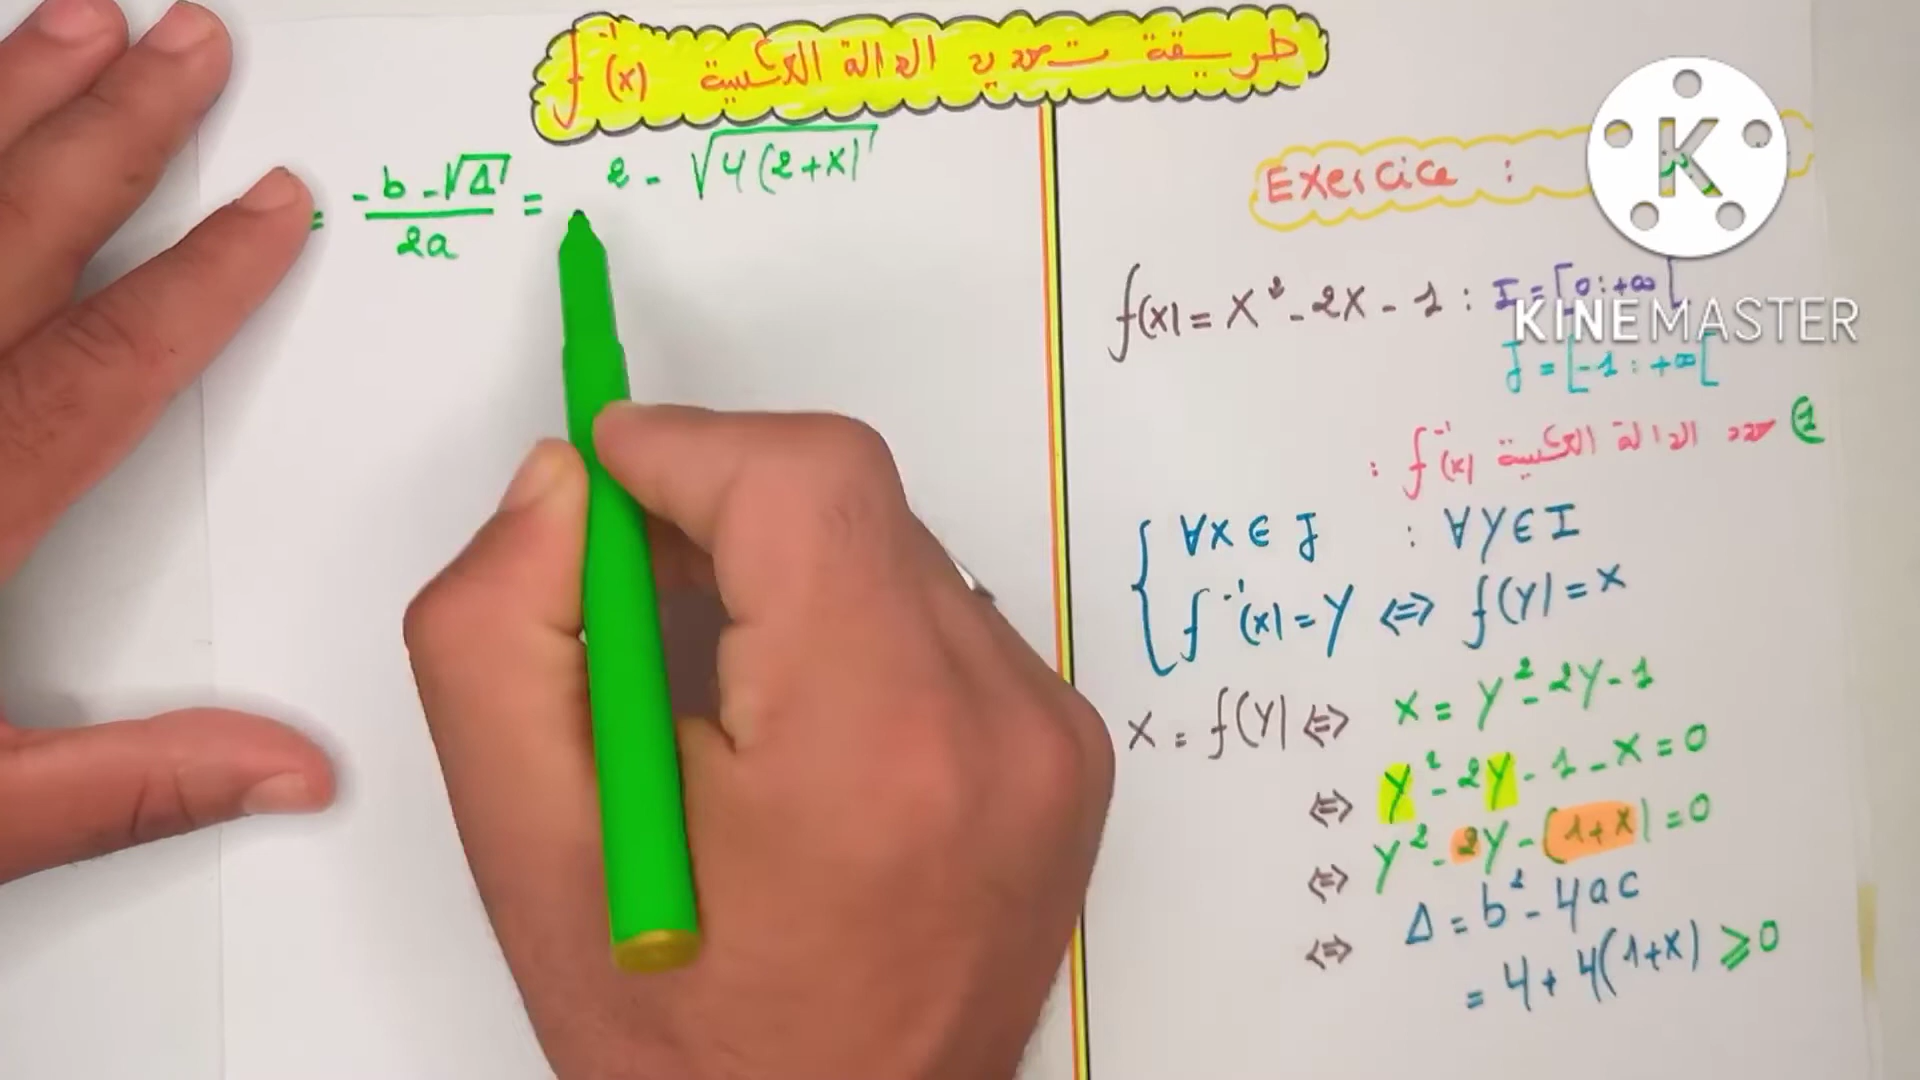 طريقة تحديد الدالة العكسية f⁻¹(x)
= -b-√Δ / 2a = 2 - √4(2+x)
Exercice :
f(x) = x² - 2x - 1 : I = [0 : +∞[
J = [-1 : +∞[
① حدد الدالة العكسية f⁻¹(x) :
{ ∀x ∈ J : ∀y ∈ I
f⁻¹(x) = y ⇔ f(y) = x
x = f(y) ⇔ x = y² - 2y - 1
⇔ y² - 2y - 1 - x = 0
⇔ y² - 2y - (1+x) = 0
⇔ Δ = b² - 4ac
= 4 + 4(1+x) ⩾ 0
K
KINEMASTER